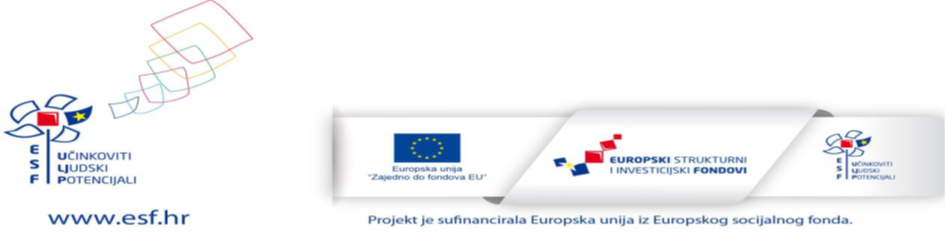 E
S
F
UČINKOVITI
LJUDSKI
POTENCIJALI
www.esf.hr
Europska unija
"Zajedno do fondova EU"
EUROPSKI STRUKTURNI
I INVESTICIJSKI FONDOVI
E
S
F
UČINKOVITI
LJUDSKI
POTENCIJALI
Projekt je sufinancirala Europska unija iz Europskog socijalnog fonda.